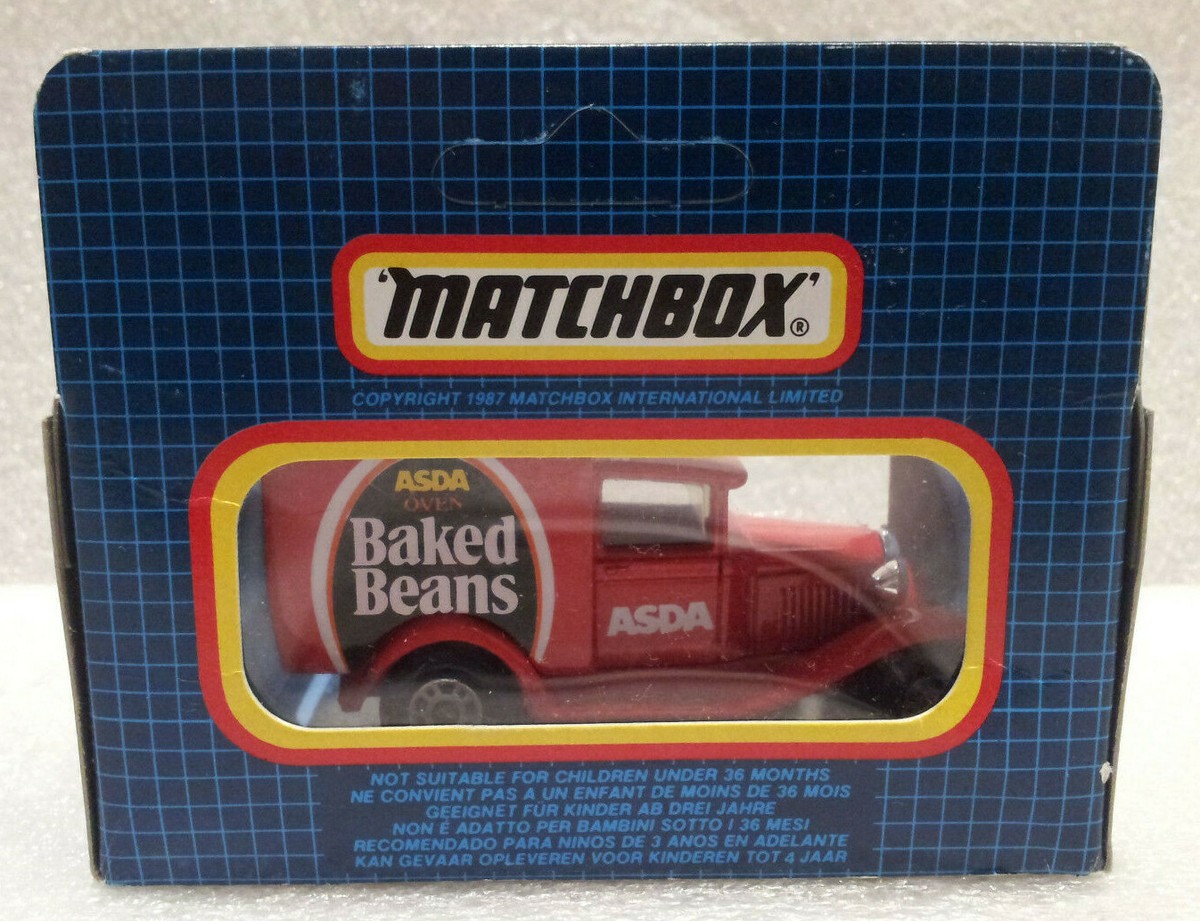 'MATCHBOX'®
COPYRIGHT 1987 MATCHBOX INTERNATIONAL LIMITED
ASDA
OVEN
Baked
Beans
ASDA
NOT SUITABLE FOR CHILDREN UNDER 36 MONTHS
NE CONVIENT PAS A UN ENFANT DE MOINS DE 36 MOIS
GEEIGNET FÜR KINDER AB DREI JAHRE
NON È ADATTO PER BAMBINI SOTTO I 36 MESI
RECOMENDADO PARA NINOS DE 3 ANOS EN ADELANTE
KAN GEVAAR OPLEVEREN VOOR KINDEREN TOT 4 JAAR